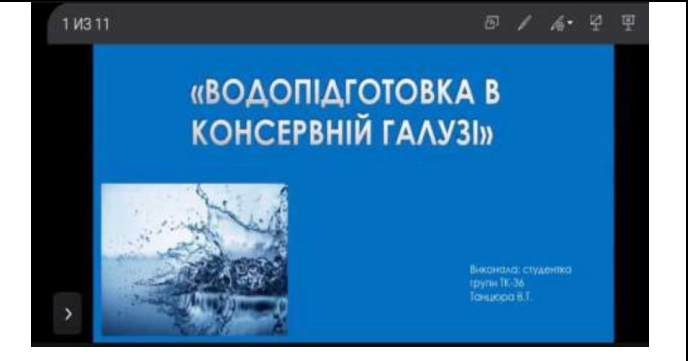 1 ИЗ 11
«ВОДОПІДГОТОВКА В
КОНСЕРВНІЙ ГАЛУЗІ»
Виконала: студентка
групи ТК-36
Танцюра В.Т.